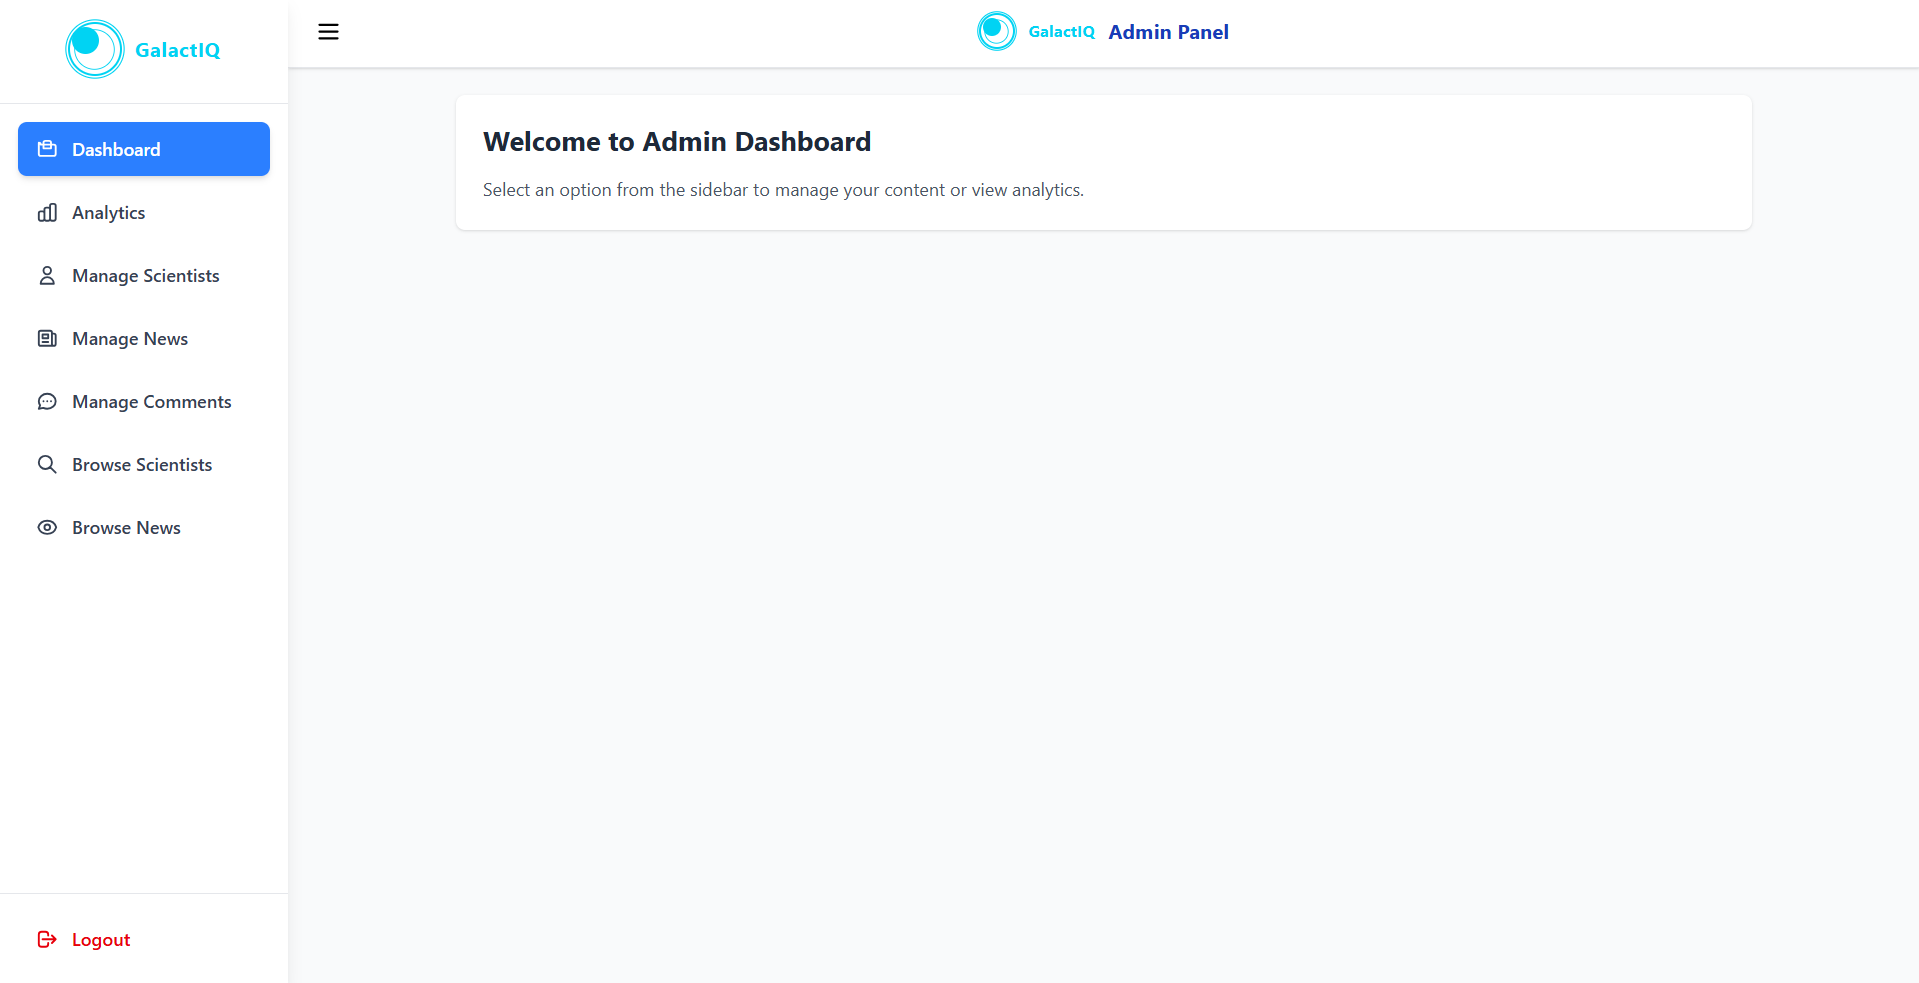 GalactIQ
Dashboard
Analytics
Manage Scientists
Manage News
Manage Comments
Browse Scientists
Browse News
Logout
GalactIQ Admin Panel
Welcome to Admin Dashboard
Select an option from the sidebar to manage your content or view analytics.